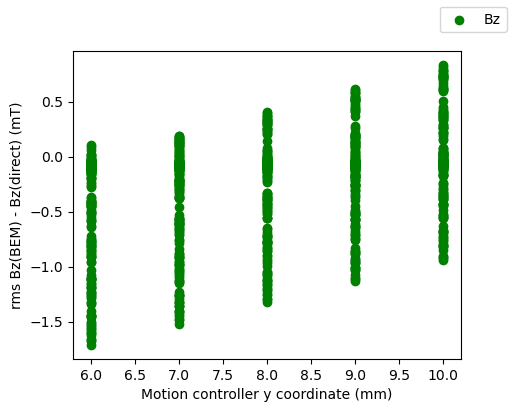 Bz
rms Bz(BEM) - Bz(direct) (mT)
0.5
0.0
−0.5
−1.0
−1.5
6.0 6.5 7.0 7.5 8.0 8.5 9.0 9.5 10.0
Motion controller y coordinate (mm)